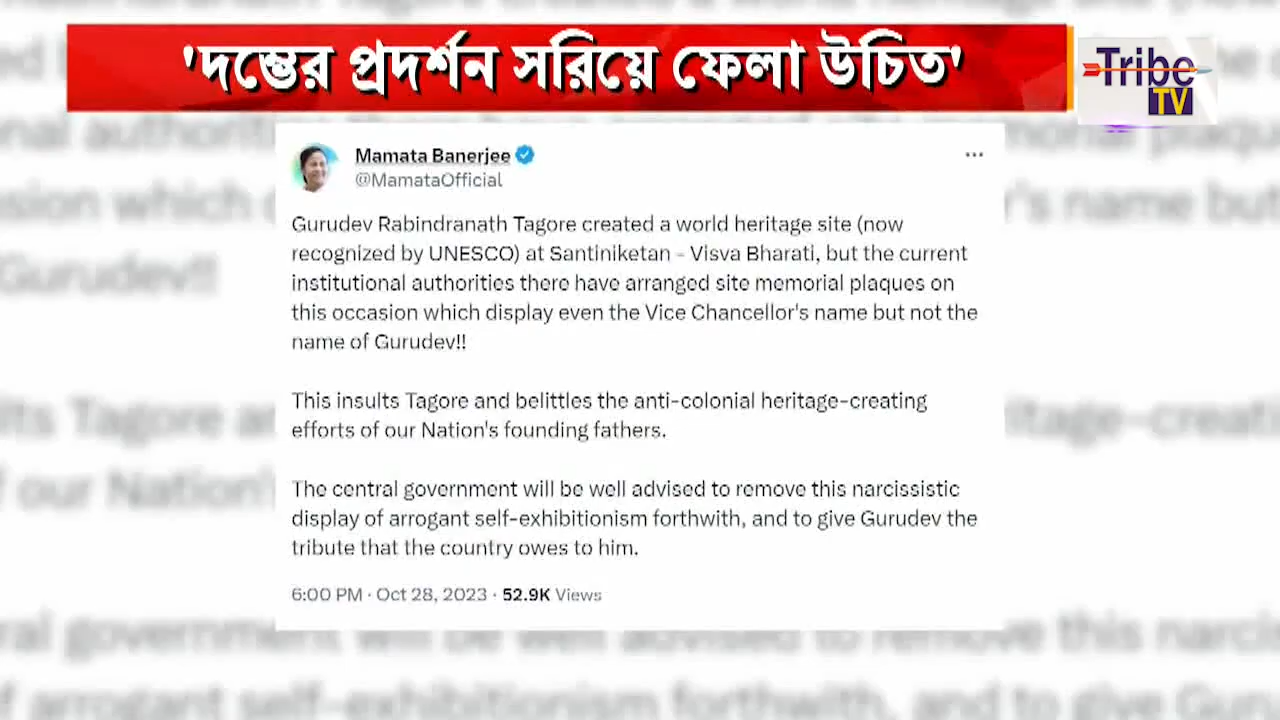 'দম্ভের প্রদর্শন সরিয়ে ফেলা উচিত'
Tribe
TV
Mamata Banerjee
@MamataOfficial
Gurudev Rabindranath Tagore created a world heritage site (now
recognized by UNESCO) at Santiniketan - Visva Bharati, but the current
institutional authorities there have arranged site memorial plaques on
this occasion which display even the Vice Chancellor's name but not the
name of Gurudev!!
This insults Tagore and belittles the anti-colonial heritage-creating
efforts of our Nation's founding fathers.
The central government will be well advised to remove this narcissistic
display of arrogant self-exhibitionism forthwith, and to give Gurudev the
tribute that the country owes to him.
6:00 PM · Oct 28, 2023 · 52.9K Views